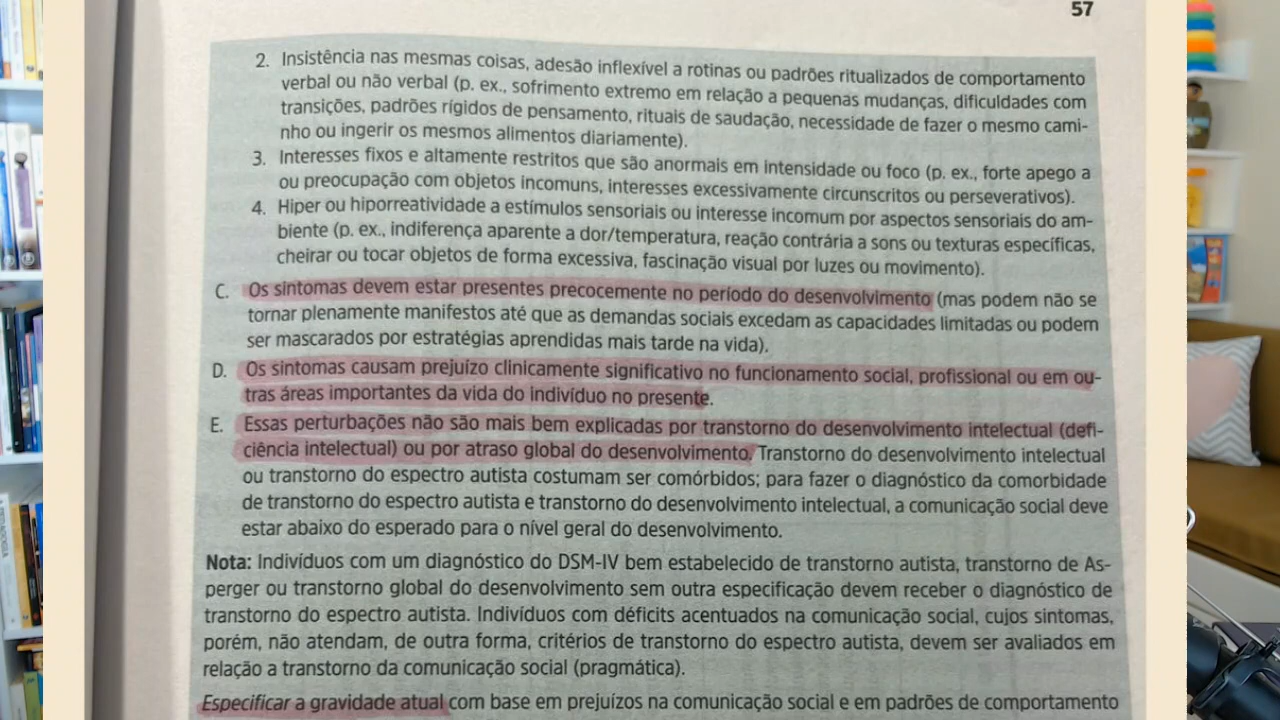 57
2. Insistência nas mesmas coisas, adesão inflexível a rotinas ou padrões ritualizados de comportamento
verbal ou não verbal (p. ex., sofrimento extremo em relação a pequenas mudanças, dificuldades com
transições, padrões rígidos de pensamento, rituais de saudação, necessidade de fazer o mesmo cami-
nho ou ingerir os mesmos alimentos diariamente).
3. Interesses fixos e altamente restritos que são anormais em intensidade ou foco (p. ex., forte apego a
ou preocupação com objetos incomuns, interesses excessivamente circunscritos ou perseverativos).
4. Hiper ou hiporreatividade a estímulos sensoriais ou interesse incomum por aspectos sensoriais do am-
biente (p. ex., indiferença aparente a dor/temperatura, reação contrária a sons ou texturas específicas,
cheirar ou tocar objetos de forma excessiva, fascinação visual por luzes ou movimento).
C. Os sintomas devem estar presentes precocemente no período do desenvolvimento (mas podem não se
tornar plenamente manifestos até que as demandas sociais excedam as capacidades limitadas ou podem
ser mascarados por estratégias aprendidas mais tarde na vida).
D. Os sintomas causam prejuízo clinicamente significativo no funcionamento social, profissional ou em ou-
tras áreas importantes da vida do indivíduo no presente.
E. Essas perturbações não são mais bem explicadas por transtorno do desenvolvimento intelectual (defi-
ciência intelectual) ou por atraso global do desenvolvimento. Transtorno do desenvolvimento intelectual
ou transtorno do espectro autista costumam ser comórbidos; para fazer o diagnóstico da comorbidade
de transtorno do espectro autista e transtorno do desenvolvimento intelectual, a comunicação social deve
estar abaixo do esperado para o nível geral do desenvolvimento.
Nota: Indivíduos com um diagnóstico do DSM-IV bem estabelecido de transtorno autista, transtorno de As-
perger ou transtorno global do desenvolvimento sem outra especificação devem receber o diagnóstico de
transtorno do espectro autista. Indivíduos com déficits acentuados na comunicação social, cujos sintomas,
porém, não atendam, de outra forma, critérios de transtorno do espectro autista, devem ser avaliados em
relação a transtorno da comunicação social (pragmática).
Especificar a gravidade atual com base em prejuízos na comunicação social e em padrões de comportamento